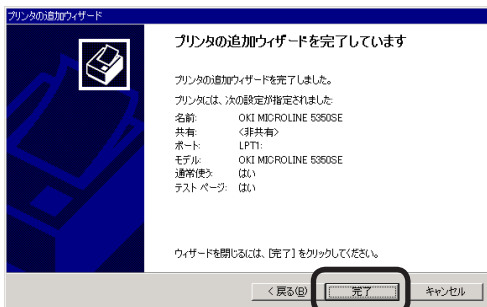 プリンタの追加ウィザード
プリンタの追加ウィザードを完了しています
プリンタの追加ウィザードを完了しました。
プリンタには、次の設定が指定されました:
名前: OKI MICROLINE 5350SE
共有: <非共有>
ポート: LPT1:
モデル: OKI MICROLINE 5350SE
通常使う: はい
テスト ページ: はい
ウィザードを閉じるには、[完了] をクリックしてください。
< 戻る(B) 完了 キャンセル